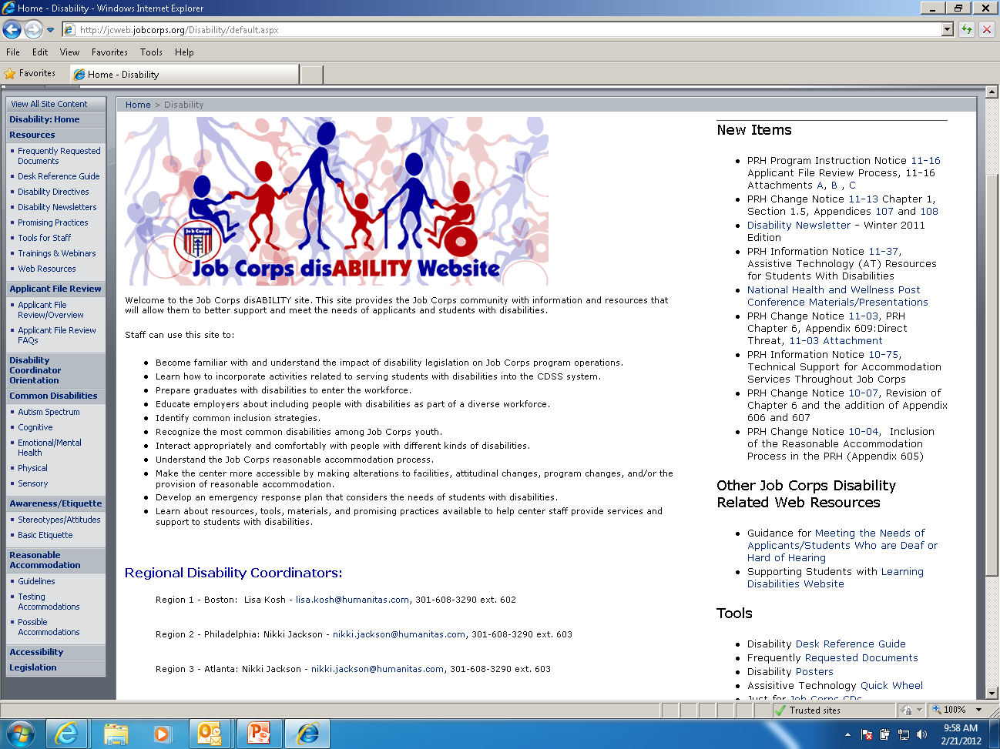 Home - Disability - Windows Internet Explorer
http://jcweb.jobcorps.org/Disability/default.aspx
File Edit View Favorites Tools Help
Favorites
Home - Disability
View All Site Content
Disability: Home
Resources
Frequently Requested
Documents
Desk Reference Guide
Disability Directives
Disability Newsletters
Promising Practices
Tools for Staff
Trainings & Webinars
Web Resources
Applicant File Review
Applicant File
Review/Overview
Applicant File Review
FAQs
Disability
Coordinator
Orientation
Common Disabilities
Autism Spectrum
Cognitive
Emotional/Mental
Health
Physical
Sensory
Awareness/Etiquette
Stereotypes/Attitudes
Basic Etiquette
Reasonable
Accommodation
Guidelines
Testing
Accommodations
Possible
Accommodations
Accessibility
Legislation
Home > Disability
Job Corps
Job Corps disABILITY Website
Welcome to the Job Corps disABILITY site. This site provides the Job Corps community with information and resources that
will allow them to better support and meet the needs of applicants and students with disabilities.
Staff can use this site to:
Become familiar with and understand the impact of disability legislation on Job Corps program operations.
Learn how to incorporate activities related to serving students with disabilities into the CDSS system.
Prepare graduates with disabilities to enter the workforce.
Educate employers about including people with disabilities as part of a diverse workforce.
Identify common inclusion strategies.
Recognize the most common disabilities among Job Corps youth.
Interact appropriately and comfortably with people with different kinds of disabilities.
Understand the Job Corps reasonable accommodation process.
Make the center more accessible by making alterations to facilities, attitudinal changes, program changes, and/or the
provision of reasonable accommodation.
Develop an emergency response plan that considers the needs of students with disabilities.
Learn about resources, tools, materials, and promising practices available to help center staff provide services and
support to students with disabilities.
Regional Disability Coordinators:
Region 1 - Boston: Lisa Kosh - lisa.kosh@humanitas.com, 301-608-3290 ext. 602
Region 2 - Philadelphia: Nikki Jackson - nikki.jackson@humanitas.com, 301-608-3290 ext. 603
Region 3 - Atlanta: Nikki Jackson - nikki.jackson@humanitas.com, 301-608-3290 ext. 603
New Items
PRH Program Instruction Notice 11-16
Applicant File Review Process, 11-16
Attachments A, B , C
PRH Change Notice 11-13 Chapter 1,
Section 1.5, Appendices 107 and 108
Disability Newsletter - Winter 2011
Edition
PRH Information Notice 11-37,
Assistive Technology (AT) Resources
for Students With Disabilities
National Health and Wellness Post
Conference Materials/Presentations
PRH Change Notice 11-03, PRH
Chapter 6, Appendix 609:Direct
Threat, 11-03 Attachment
PRH Information Notice 10-75,
Technical Support for Accommodation
Services Throughout Job Corps
PRH Change Notice 10-07, Revision of
Chapter 6 and the addition of Appendix
606 and 607
PRH Change Notice 10-04, Inclusion
of the Reasonable Accommodation
Process in the PRH (Appendix 605)
Other Job Corps Disability
Related Web Resources
Guidance for Meeting the Needs of
Applicants/Students Who are Deaf or
Hard of Hearing
Supporting Students with Learning
Disabilities Website
Tools
Disability Desk Reference Guide
Frequently Requested Documents
Disability Posters
Assisitive Technology Quick Wheel
Just for Job Corps CDs
Trusted sites
100%
9:58 AM
2/21/2012